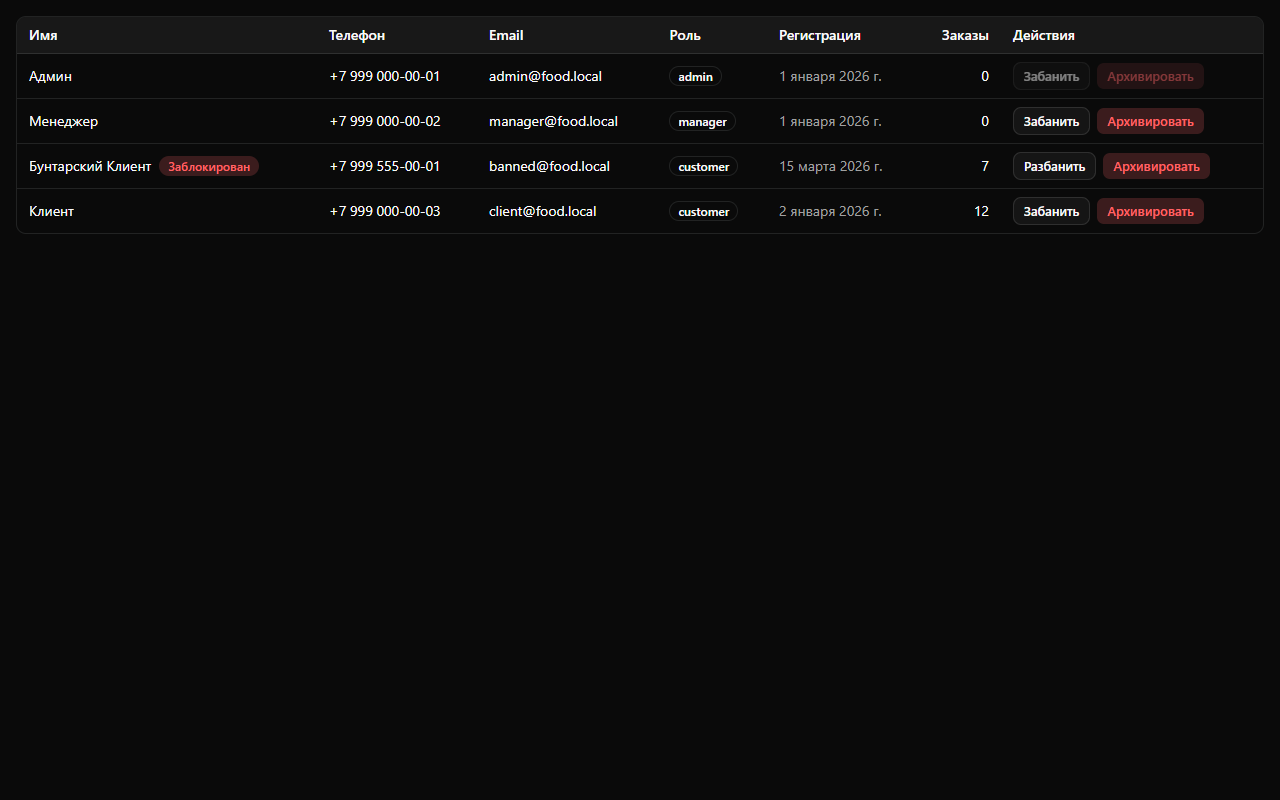 Имя Телефон Email Роль Регистрация Заказы Действия
Админ +7 999 000-00-01 admin@food.local admin 1 января 2026 г. 0 Забанить Архивировать
Менеджер +7 999 000-00-02 manager@food.local manager 1 января 2026 г. 0 Забанить Архивировать
Бунтарский Клиент Заблокирован +7 999 555-00-01 banned@food.local customer 15 марта 2026 г. 7 Разбанить Архивировать
Клиент +7 999 000-00-03 client@food.local customer 2 января 2026 г. 12 Забанить Архивировать